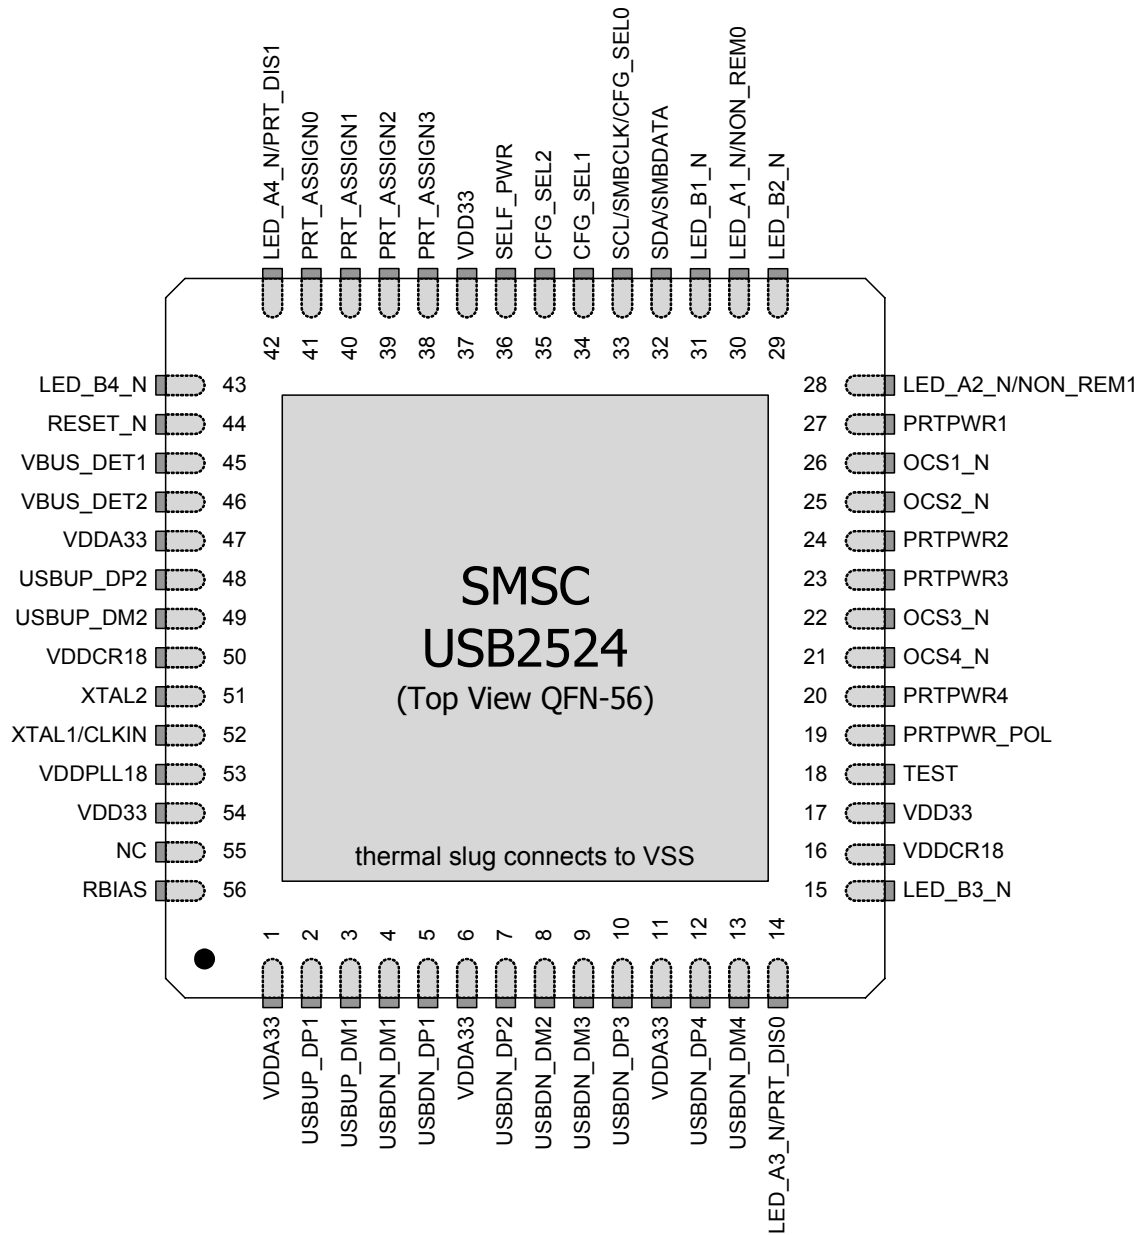 LED_A4_N/PRT_DIS1
PRT_ASSIGN0
PRT_ASSIGN1
PRT_ASSIGN2
PRT_ASSIGN3
VDD33
SELF_PWR
CFG_SEL2
CFG_SEL1
SCL/SMBCLK/CFG_SEL0
SDA/SMBDATA
LED_B1_N
LED_A1_N/NON_REM0
LED_B2_N
42
41
40
39
38
37
36
35
34
33
32
31
30
29
LED_B4_N 43
RESET_N 44
VBUS_DET1 45
VBUS_DET2 46
VDDA33 47
USBUP_DP2 48
USBUP_DM2 49
VDDCR18 50
XTAL2 51
XTAL1/CLKIN 52
VDDPLL18 53
VDD33 54
NC 55
RBIAS 56
SMSC
USB2524
(Top View QFN-56)
thermal slug connects to VSS
28 LED_A2_N/NON_REM1
27 PRTPWR1
26 OCS1_N
25 OCS2_N
24 PRTPWR2
23 PRTPWR3
22 OCS3_N
21 OCS4_N
20 PRTPWR4
19 PRTPWR_POL
18 TEST
17 VDD33
16 VDDCR18
15 LED_B3_N
1
2
3
4
5
6
7
8
9
10
11
12
13
14
VDDA33
USBUP_DP1
USBUP_DM1
USBDN_DM1
USBDN_DP1
VDDA33
USBDN_DP2
USBDN_DM2
USBDN_DM3
USBDN_DP3
VDDA33
USBDN_DP4
USBDN_DM4
LED_A3_N/PRT_DIS0